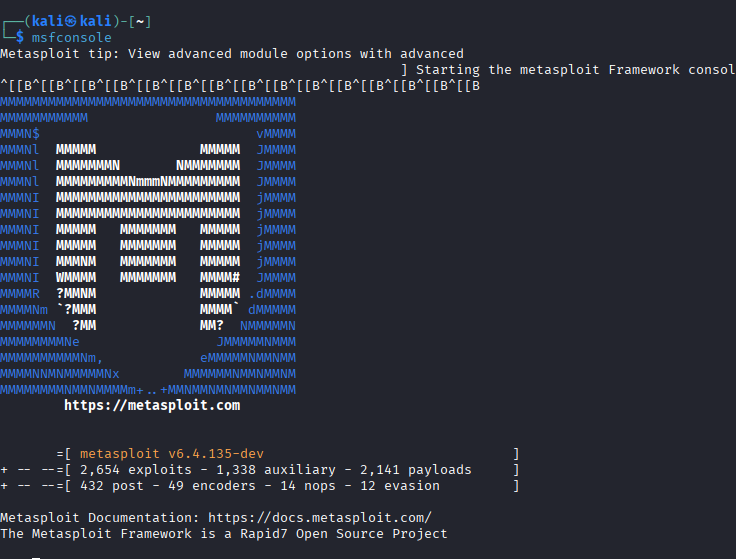 ┌──(kali㉿kali)-[~]
└─$ msfconsole
Metasploit tip: View advanced module options with advanced
                                                  ] Starting the metasploit Framework consol
^[[B^[[B^[[B^[[B^[[B^[[B^[[B^[[B^[[B^[[B^[[B^[[B^[[B^[[B^[[B
MMMMMMMMMMMMMMMMMMMMMMMMMMMMMMMMMMMMM
MMMMMMMMMMM                MMMMMMMMMM
MMMN$                           vMMMM
MMMNl  MMMMM             MMMMM  JMMMM
MMMNl  MMMMMMMN       NMMMMMMM  JMMMM
MMMNl  MMMMMMMMMNmmmNMMMMMMMMM  JMMMM
MMMNI  MMMMMMMMMMMMMMMMMMMMMMM  jMMMM
MMMNI  MMMMMMMMMMMMMMMMMMMMMMM  jMMMM
MMMNI  MMMMM   MMMMMMM   MMMMM  jMMMM
MMMNI  MMMMM   MMMMMMM   MMMMM  jMMMM
MMMNI  MMMNM   MMMMMMM   MMMMM  jMMMM
MMMNI  WMMMM   MMMMMMM   MMMM#  JMMMM
MMMMR  ?MMNM             MMMMM .dMMMM
MMMMNm `?MMM             MMMM` dMMMMM
MMMMMMN  ?MM             MM?  NMMMMMN
MMMMMMMMNe                 JMMMMMNMMM
MMMMMMMMMMNm,            eMMMMMNMMNMM
MMMMNNMNMMMMMNx        MMMMMMNMMNMMNM
MMMMMMMMNMMNMMMMm+..+MMNMMNMNMMNMMNMM
        https://metasploit.com


       =[ metasploit v6.4.135-dev                               ]
+ -- --=[ 2,654 exploits - 1,338 auxiliary - 2,141 payloads     ]
+ -- --=[ 432 post - 49 encoders - 14 nops - 12 evasion         ]

Metasploit Documentation: https://docs.metasploit.com/
The Metasploit Framework is a Rapid7 Open Source Project